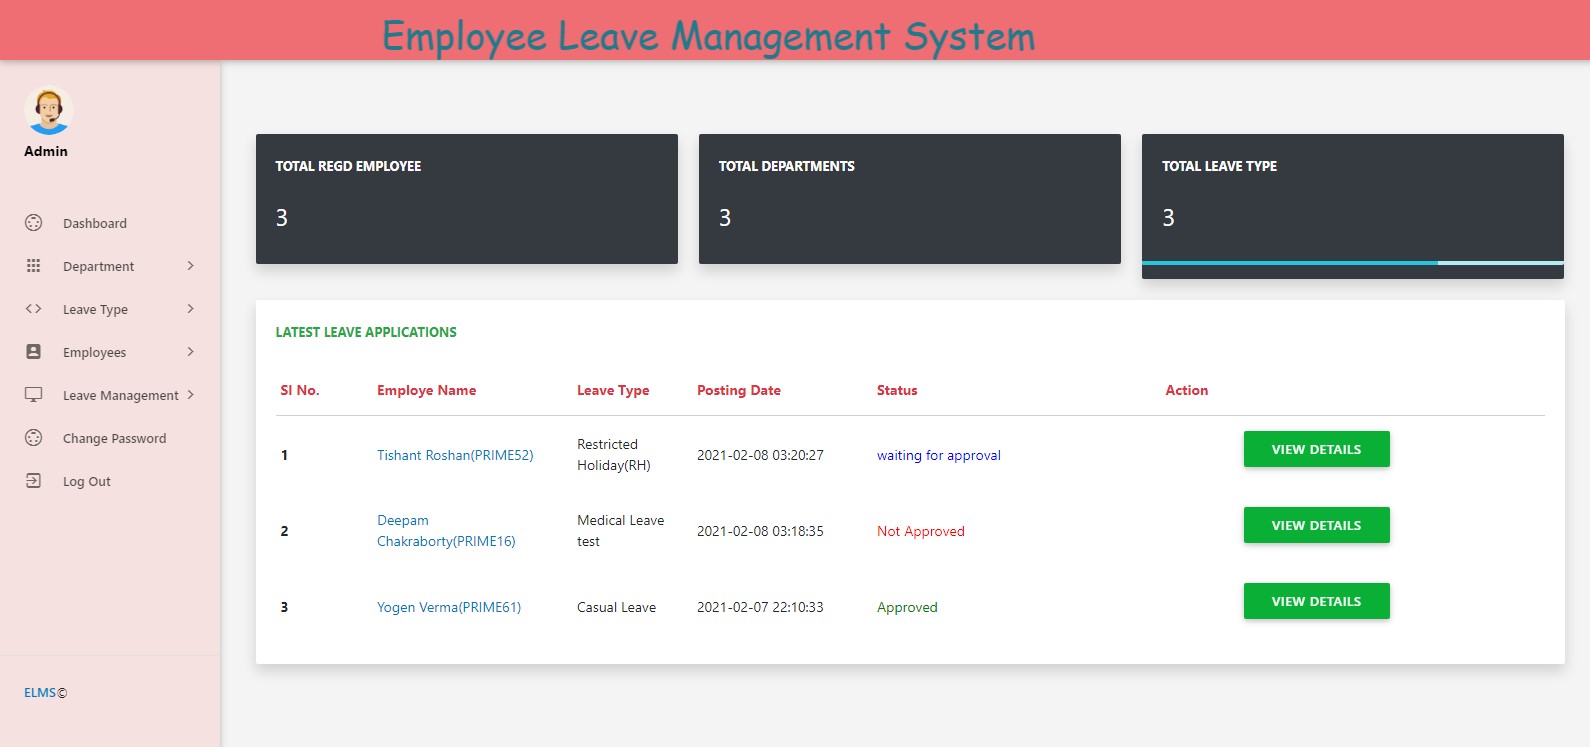 Employee Leave Management System
Admin
Dashboard
Department
Leave Type
Employees
Leave Management
Change Password
Log Out
ELMS©
TOTAL REGD EMPLOYEE
3
TOTAL DEPARTMENTS
3
TOTAL LEAVE TYPE
3
LATEST LEAVE APPLICATIONS
Sl No. Employe Name Leave Type Posting Date Status Action
1 Tishant Roshan(PRIME52) Restricted Holiday(RH) 2021-02-08 03:20:27 waiting for approval VIEW DETAILS
2 Deepam Chakraborty(PRIME16) Medical Leave test 2021-02-08 03:18:35 Not Approved VIEW DETAILS
3 Yogen Verma(PRIME61) Casual Leave 2021-02-07 22:10:33 Approved VIEW DETAILS